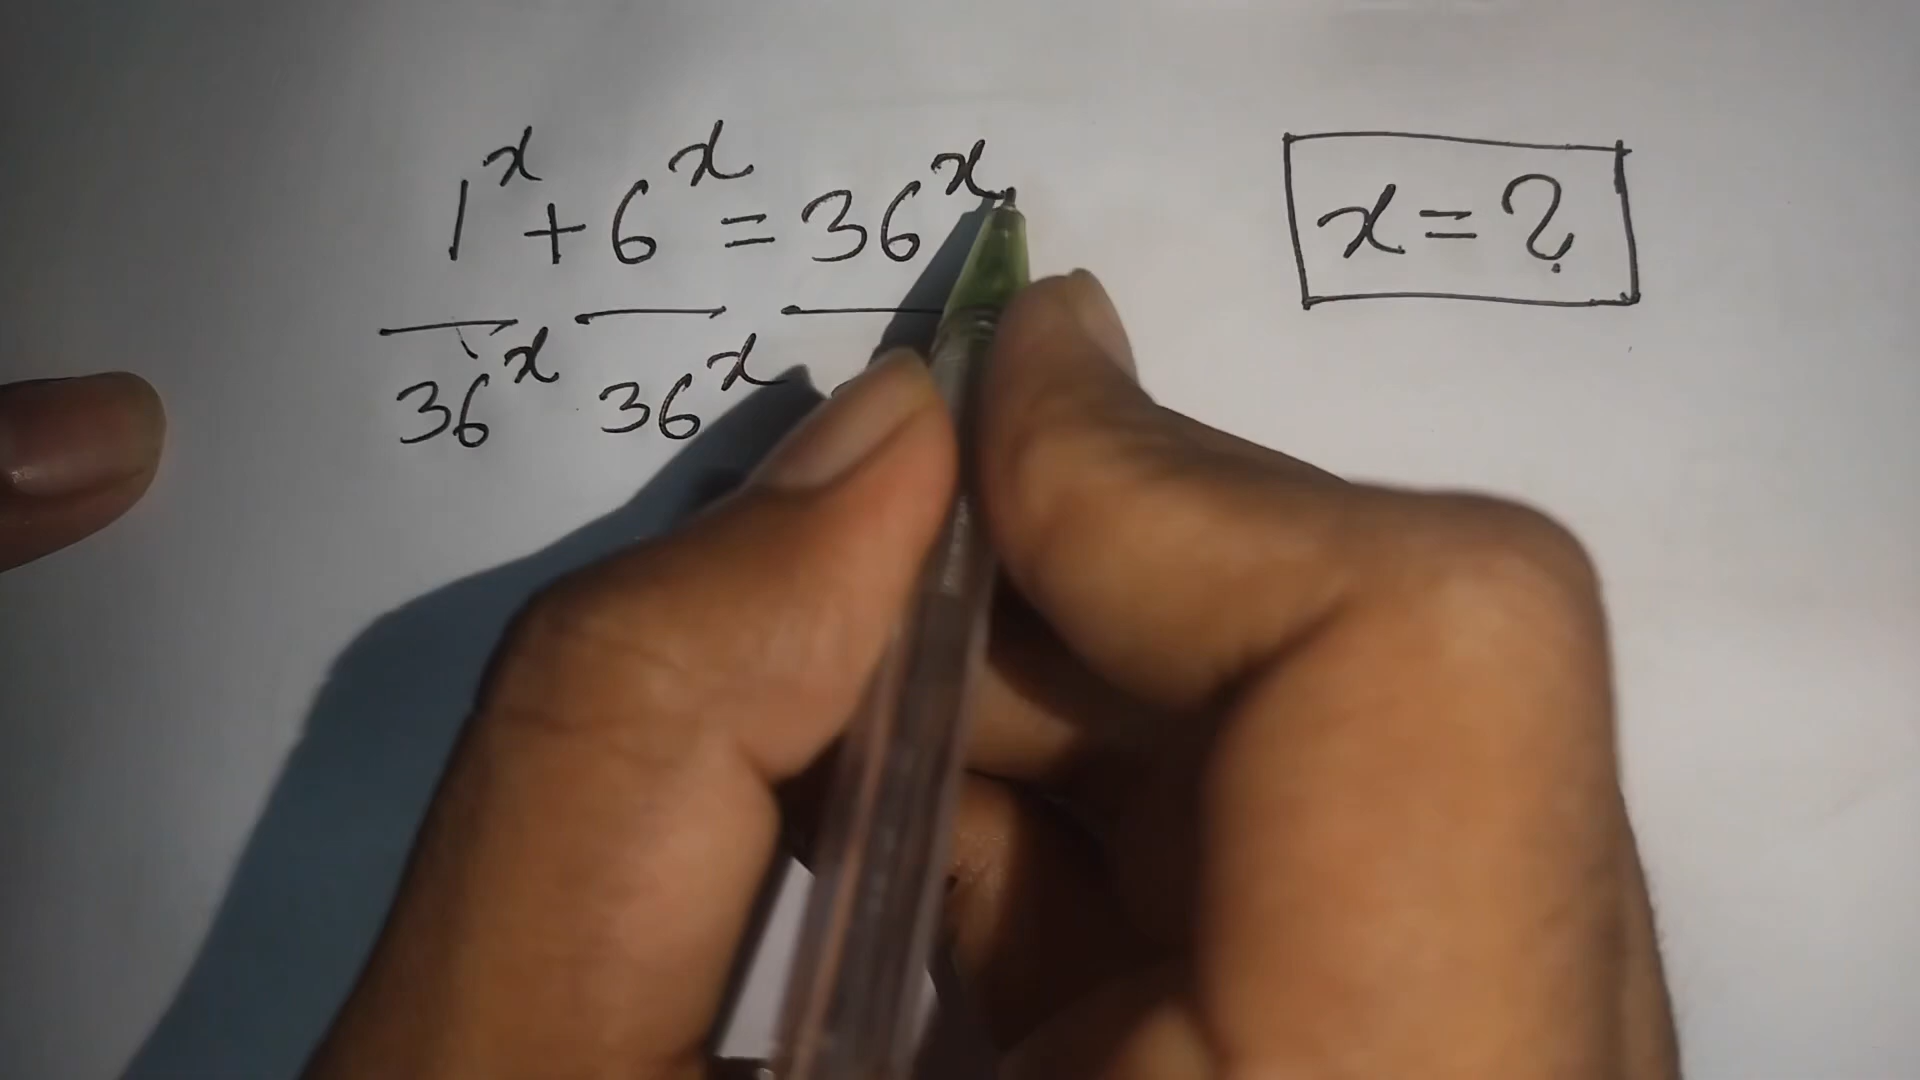 1^x + 6^x = 36^x
x = ?
36^x 36^x